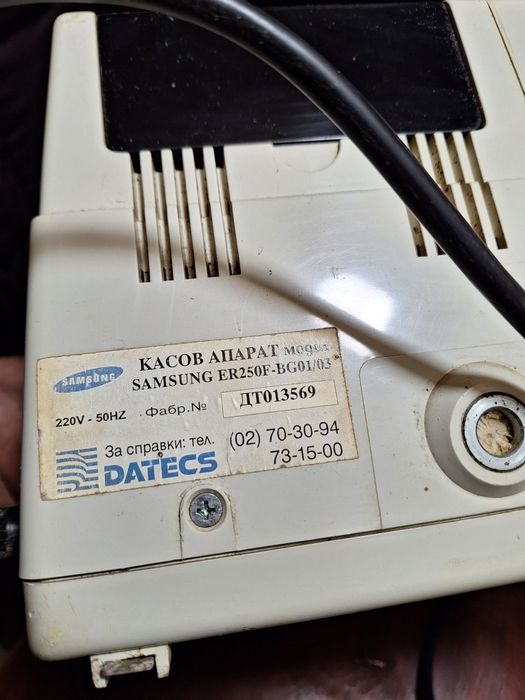 КАСОВ АПАРАТ модел
SAMSUNG SAMSUNG ER250F-BG01/03
220V - 50HZ Фабр.№ ДТ013569
За справки: тел. (02) 70-30-94
DATECS 73-15-00